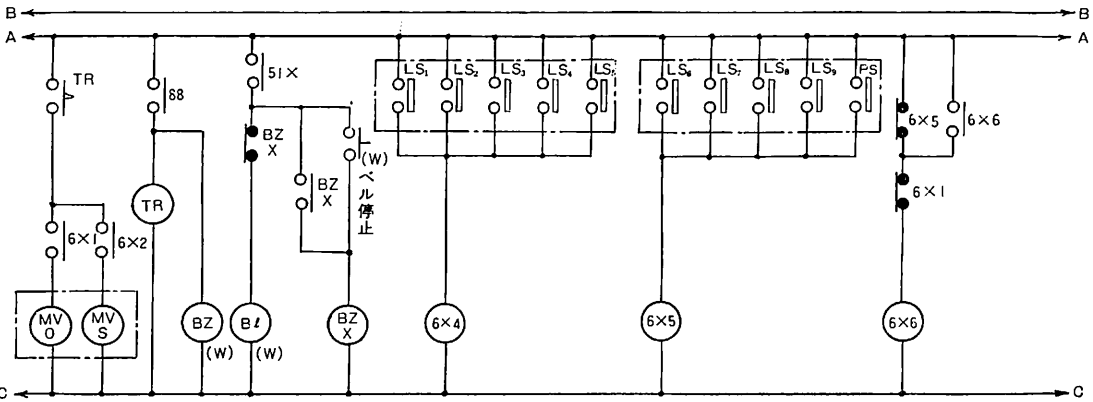 B
B
A
A
TR
88
51X
LS₁
LS₂
LS₃
LS₄
LS₅
LS₆
LS₇
LS₈
LS₉
PS
BZ
X
(W)
ベル停止
BZ
X
6×5
6×6
6×1
TR
6×1
6×2
MV
O
MV
S
BZ
(W)
Bℓ
(W)
BZ
X
6×4
6×5
6×6
C
C